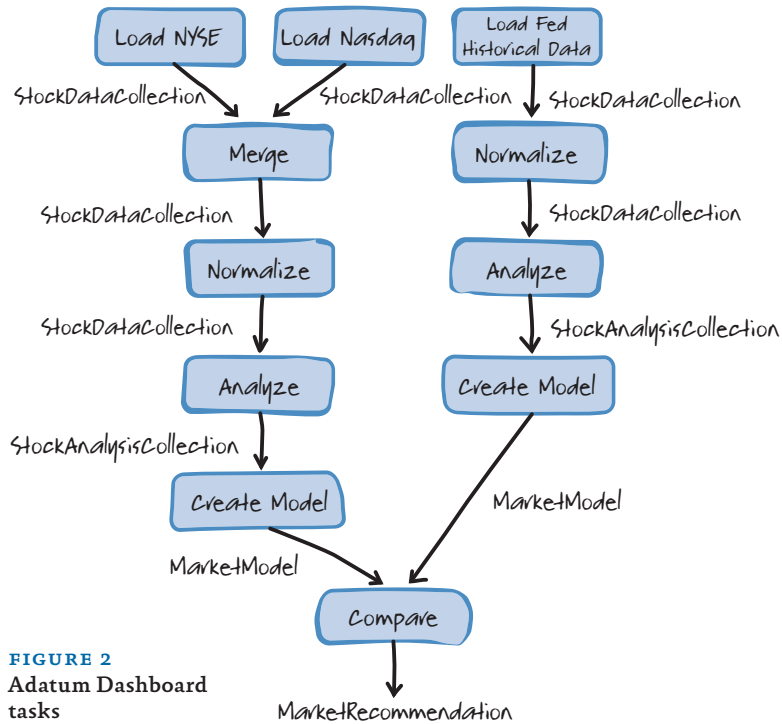 Load NYSE
Load Nasdaq
Load Fed
Historical Data
StockDataCollection
StockDataCollection
StockDataCollection
Merge
Normalize
StockDataCollection
StockDataCollection
Normalize
Analyze
StockDataCollection
StockAnalysisCollection
Analyze
Create Model
StockAnalysisCollection
Create Model
MarketModel
MarketModel
Compare
FIGURE 2
Adatum Dashboard
tasks
MarketRecommendation